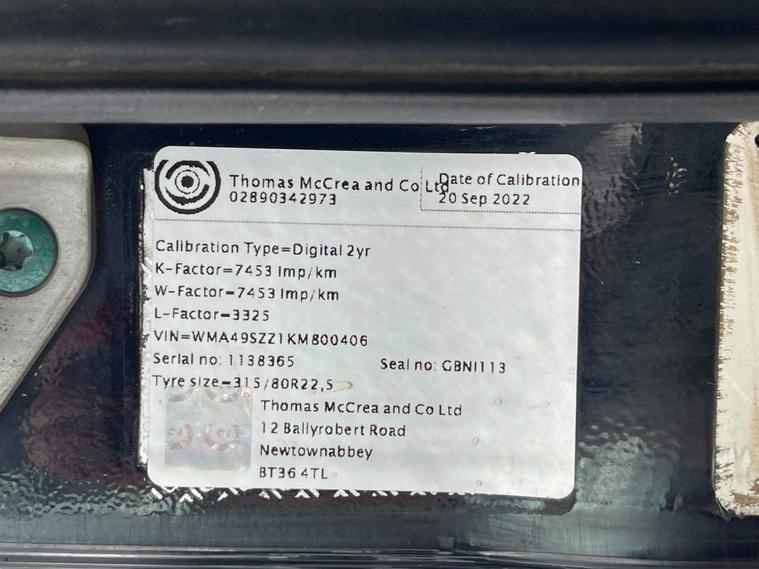 Thomas McCrea and Co Ltd
02890342973
Date of Calibration
20 Sep 2022
Calibration Type=Digital 2yr
K-Factor=7453 Imp/km
W-Factor=7453 Imp/km
L-Factor=3325
VIN=WMA49SZZ1KM800406
Serial no: 1138365 Seal no: GBNI113
Tyre size=315/80R22,5
Thomas McCrea and Co Ltd
12 Ballyrobert Road
Newtownabbey
BT36 4TL